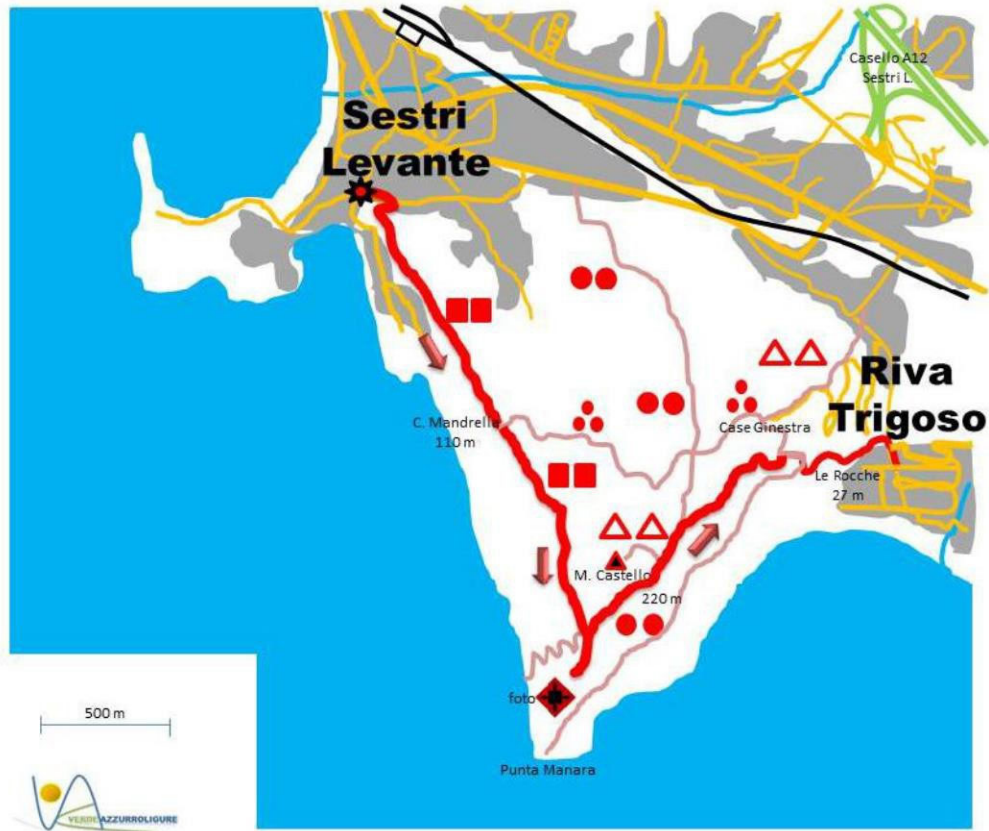 Casello A12
Sestri L.
Sestri
Levante
Riva
Trigoso
C. Mandrella
110 m
Case Ginestra
Le Rocche
27 m
M. Castello
220 m
foto
Punta Manara
500 m
VERDEAZZURROLIGURE